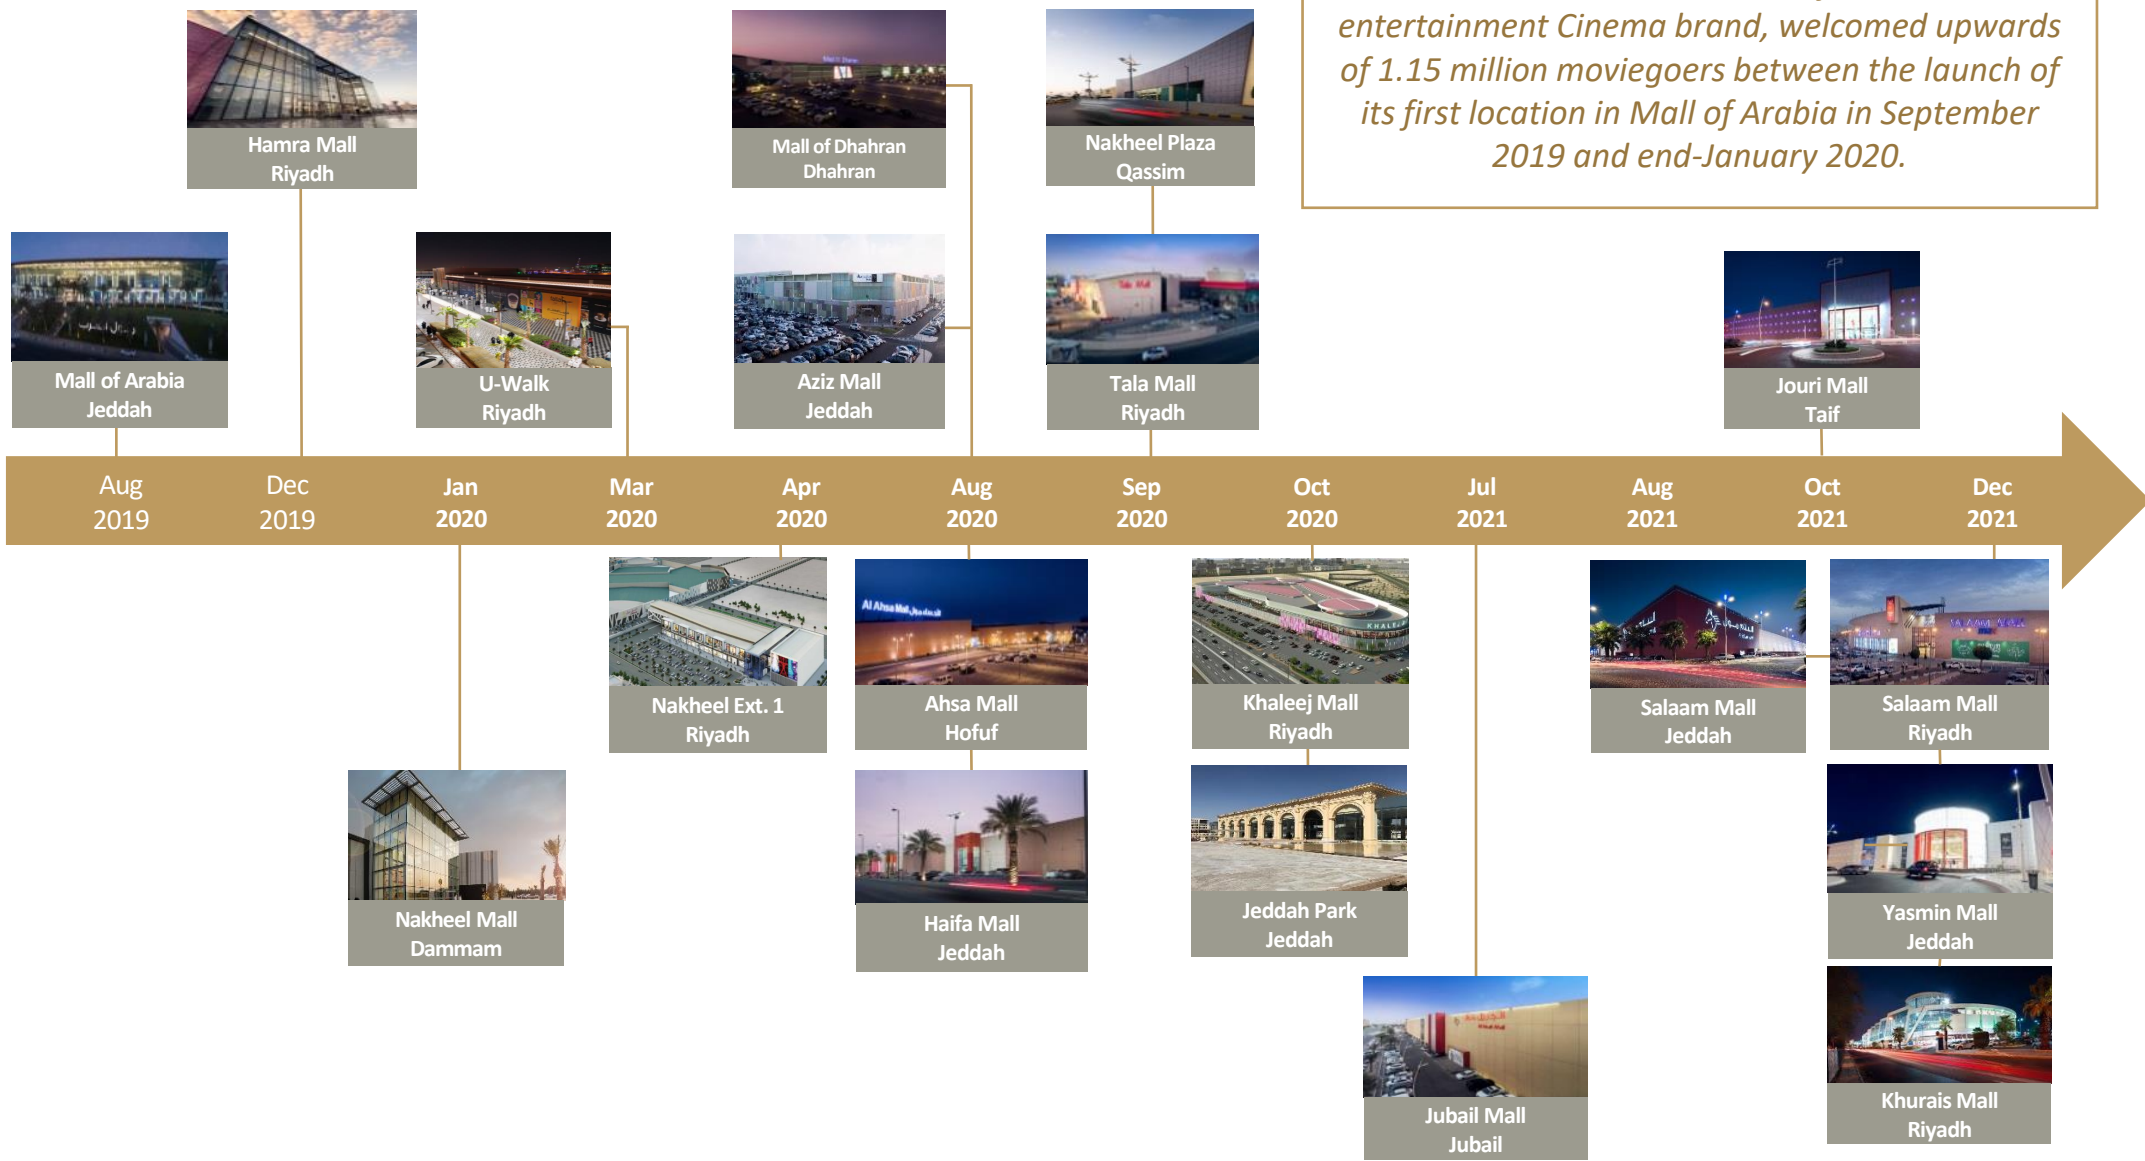 entertainment Cinema brand, welcomed upwards
of 1.15 million moviegoers between the launch of
its first location in Mall of Arabia in September
2019 and end-January 2020.
Hamra Mall
Riyadh
Mall of Dhahran
Dhahran
Nakheel Plaza
Qassim
Mall of Arabia
Jeddah
U-Walk
Riyadh
Aziz Mall
Jeddah
Tala Mall
Tala Mall
Riyadh
Jouri Mall
Taif
Aug
2019
Dec
2019
Jan
2020
Mar
2020
Apr
2020
Aug
2020
Sep
2020
Oct
2020
Jul
2021
Aug
2021
Oct
2021
Dec
2021
Nakheel Ext. 1
Riyadh
Al Ahsa Mall
Ahsa Mall
Hofuf
Khaleej Mall
Riyadh
Salaam Mall
Jeddah
Salaam Mall
Riyadh
Nakheel Mall
Dammam
Haifa Mall
Jeddah
Jeddah Park
Jeddah
Yasmin Mall
Jeddah
Jubail Mall
Jubail
Khurais Mall
Riyadh